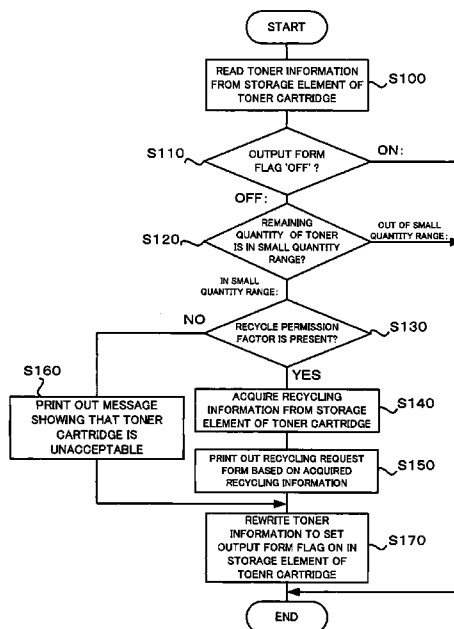 START
READ TONER INFORMATION
FROM STORAGE ELEMENT OF
TONER CARTRIDGE
S100
S110
OUTPUT FORM
FLAG 'OFF' ?
ON:
OFF:
S120
REMAINING
QUANTITY OF TONER
IS IN SMALL QUANTITY
RANGE?
OUT OF SMALL
QUANTITY RANGE:
IN SMALL
QUANTITY RANGE:
NO
RECYCLE PERMISSION
FACTOR IS PRESENT?
S130
YES
S160
PRINT OUT MESSAGE
SHOWING THAT TONER
CARTRIDGE IS
UNACCEPTABLE
ACQUIRE RECYCLING
INFORMATION FROM STORAGE
ELEMENT OF TONER CARTRIDGE
S140
PRINT OUT RECYCLING REQUEST
FORM BASED ON ACQUIRED
RECYCLING INFORMATION
S150
REWRITE TONER
INFORMATION TO SET
OUTPUT FORM FLAG ON IN
STORAGE ELEMENT OF
TOENR CARTRIDGE
S170
END